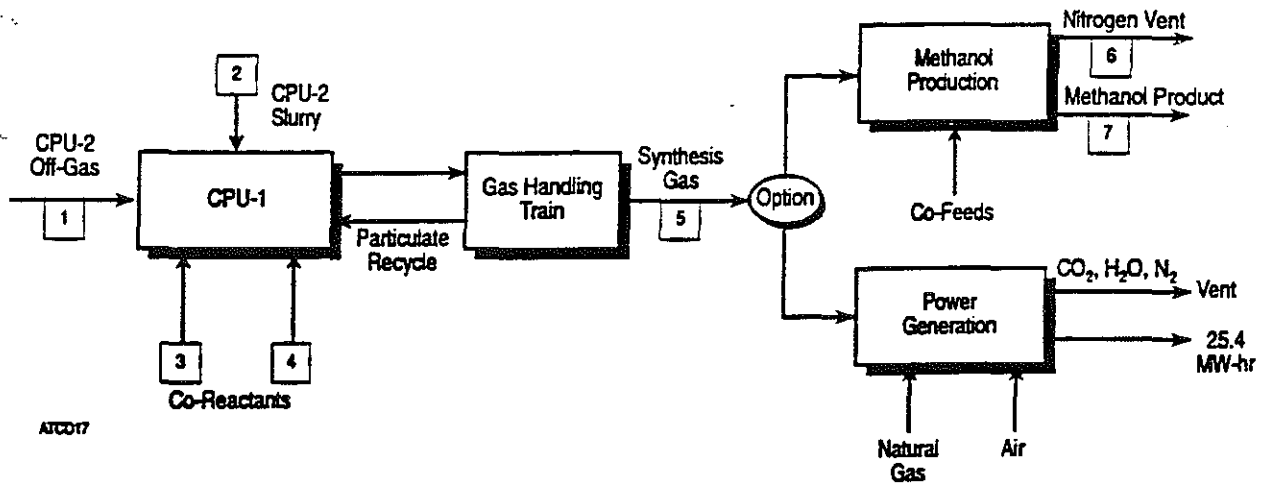 Nitrogen Vent
6
Methanol
Production
Methanol Product
7
2
CPU-2
Slurry
CPU-2
Off-Gas
1
CPU-1
Particulate
Recycle
Gas Handling
Train
Synthesis
Gas
5
Option
Co-Feeds
3
4
Co-Reactants
CO₂, H₂O, N₂
Vent
Power
Generation
25.4
MW-hr
Natural
Gas
Air
ATCO17